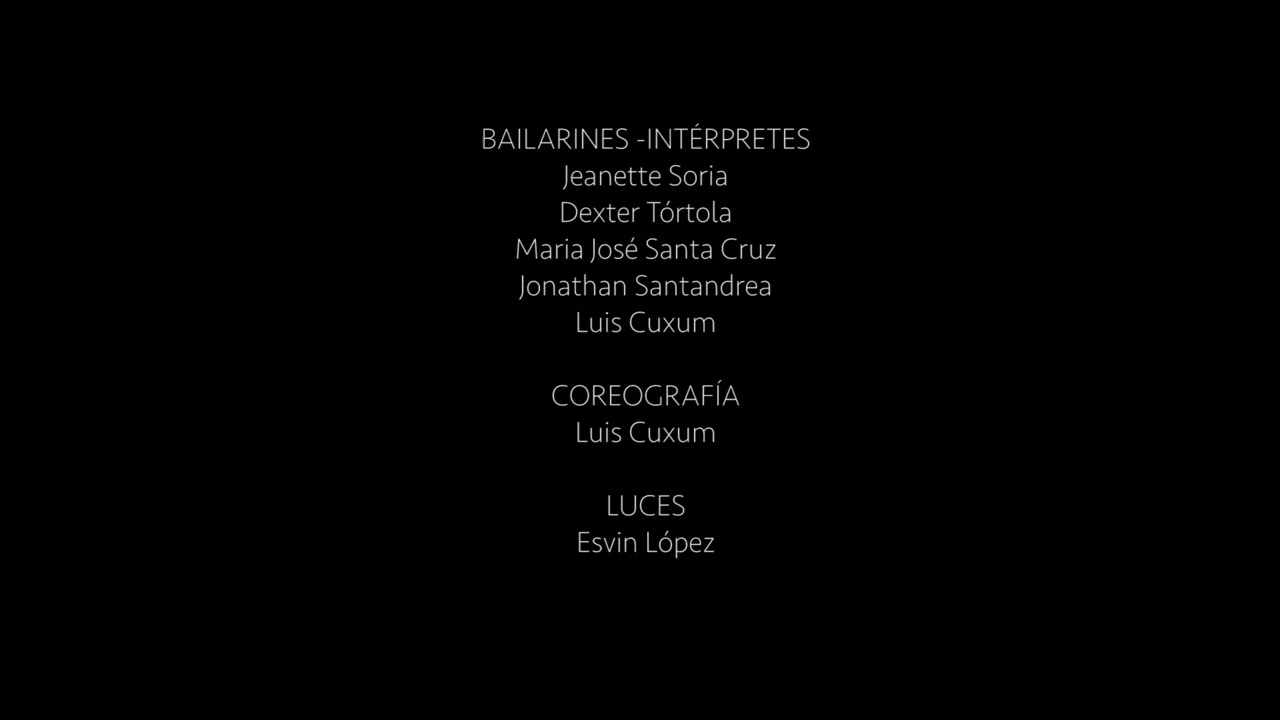 BAILARINES -INTÉRPRETES
Jeanette Soria
Dexter Tórtola
Maria José Santa Cruz
Jonathan Santandrea
Luis Cuxum
COREOGRAFÍA
Luis Cuxum
LUCES
Esvin López